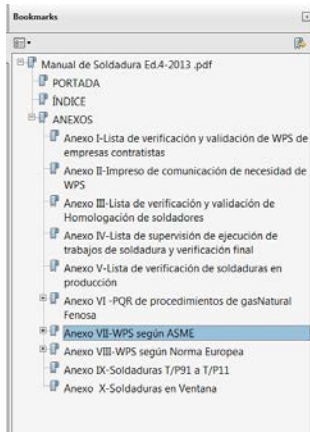 Bookmarks
Manual de Soldadura Ed.4-2013 .pdf
PORTADA
ÍNDICE
ANEXOS
Anexo I-Lista de verificación y validación de WPS de
empresas contratistas
Anexo II-Impreso de comunicación de necesidad de
WPS
Anexo III-Lista de verificación y validación de
Homologación de soldadores
Anexo IV-Lista de supervisión de ejecución de
trabajos de soldadura y verificación final
Anexo V-Lista de verificación de soldaduras en
producción
Anexo VI -PQR de procedimientos de gasNatural
Fenosa
Anexo VII-WPS según ASME
Anexo VIII-WPS según Norma Europea
Anexo IX-Soldaduras T/P91 a T/P11
Anexo X-Soldaduras en Ventana